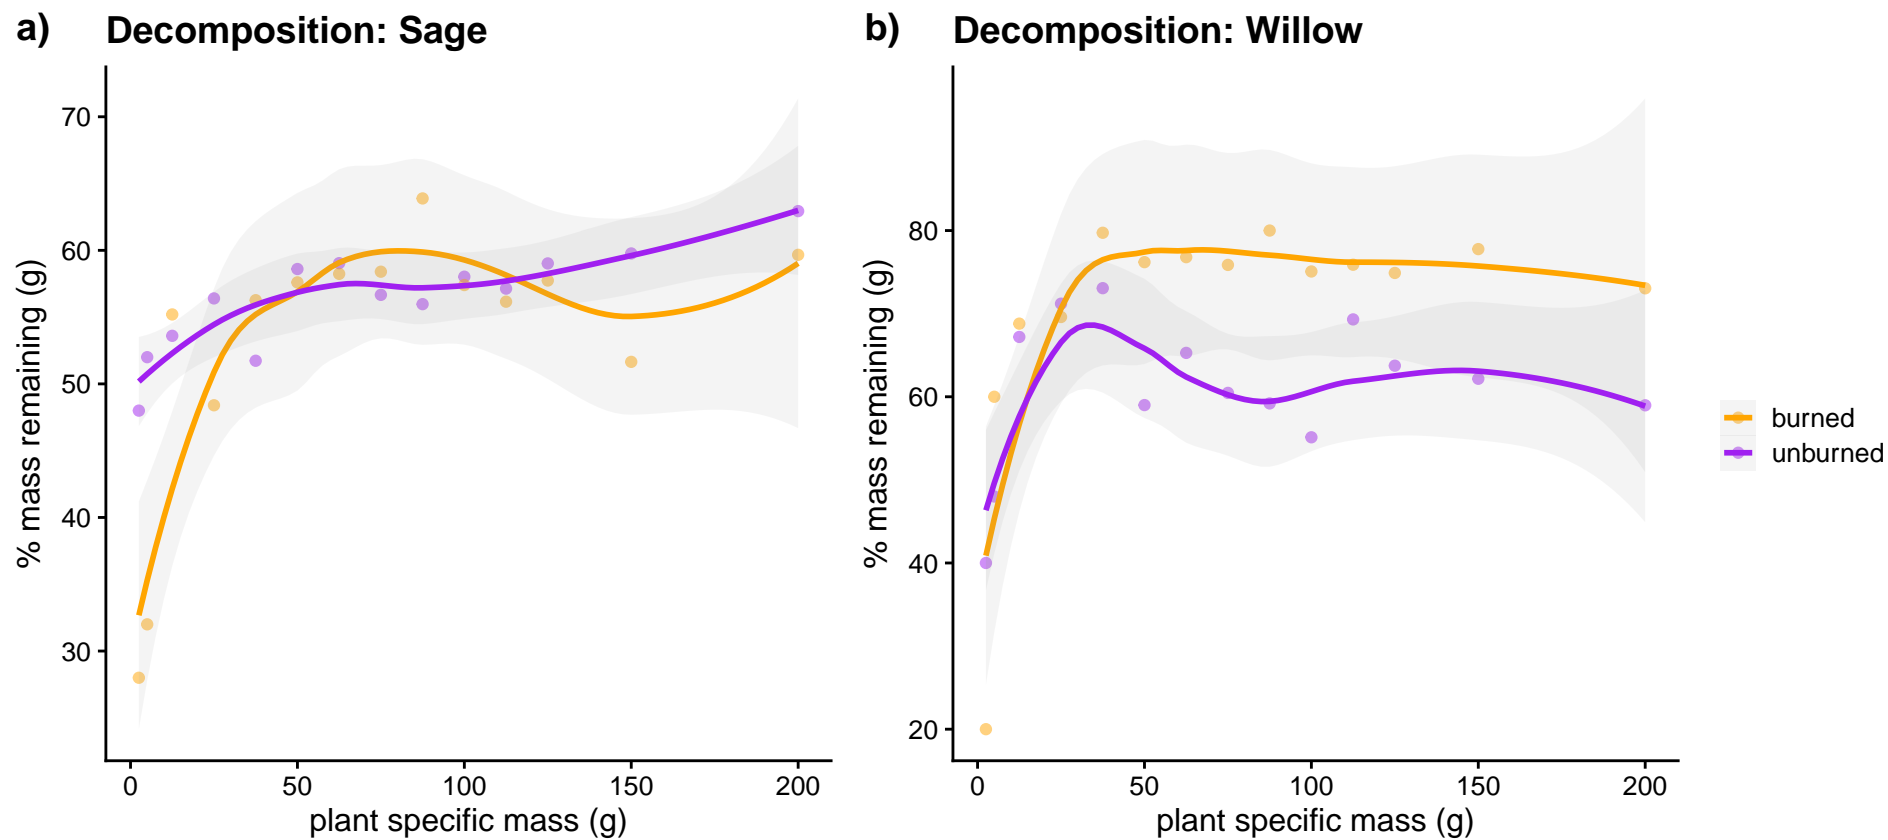 a) Decomposition: Sage
% mass remaining (g)
70
60
50
40
30
0 50 100 150 200
plant specific mass (g)
b) Decomposition: Willow
% mass remaining (g)
80
60
40
20
0 50 100 150 200
plant specific mass (g)
burned
unburned